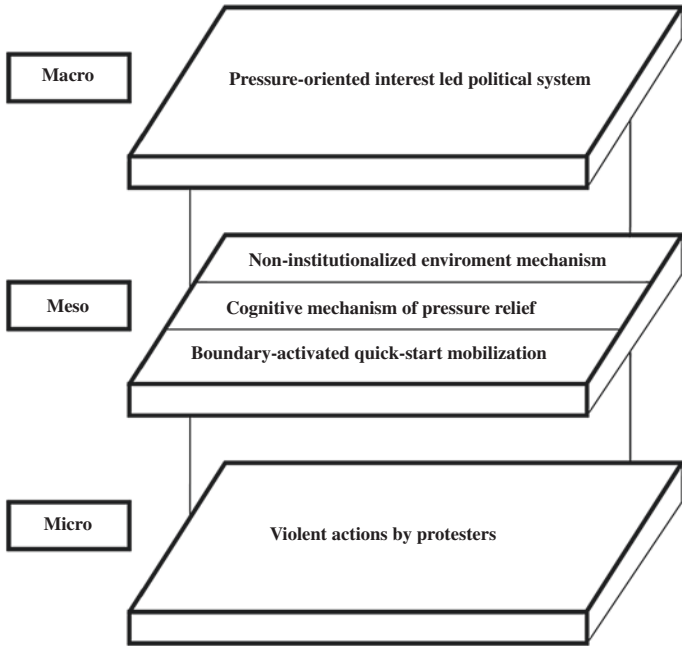 Macro
Pressure-oriented interest led political system
Meso
Non-institutionalized enviroment mechanism
Cognitive mechanism of pressure relief
Boundary-activated quick-start mobilization
Micro
Violent actions by protesters